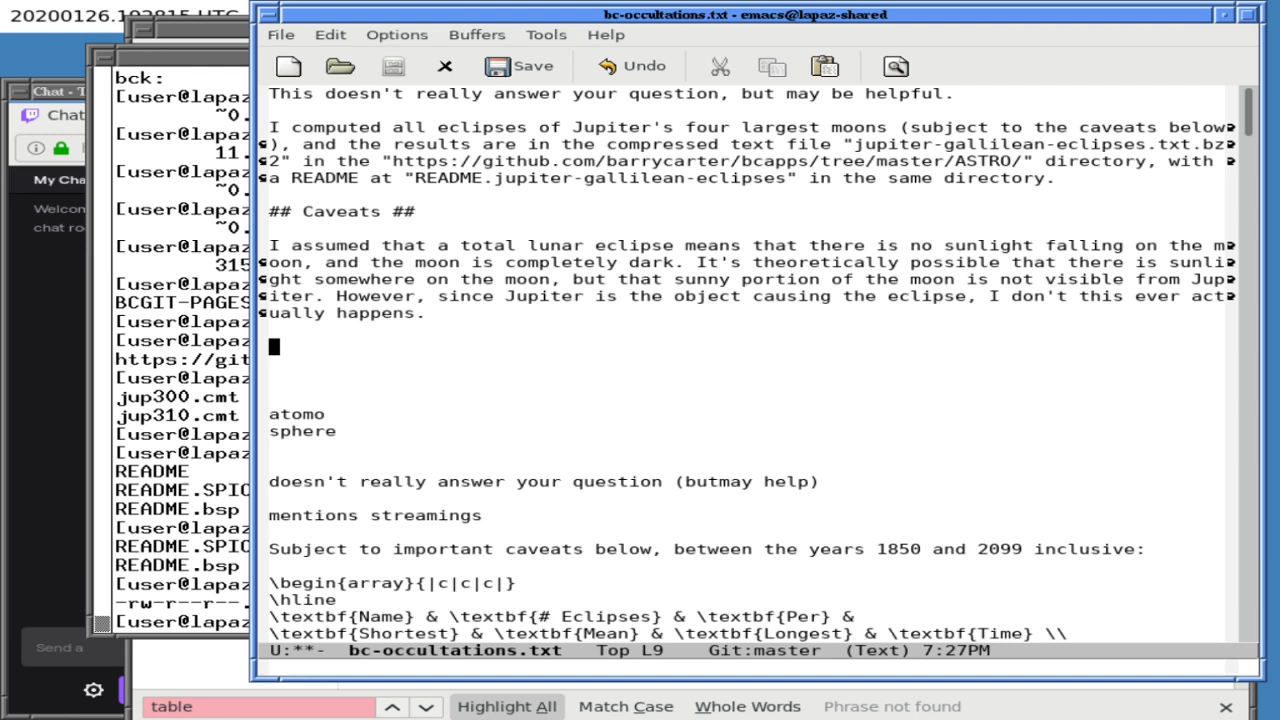 20200126.192815 UTC
bc-occultations.txt - emacs@lapaz-shared
File Edit Options Buffers Tools Help
Save Undo
This doesn't really answer your question, but may be helpful.
I computed all eclipses of Jupiter's four largest moons (subject to the caveats below
), and the results are in the compressed text file "jupiter-gallilean-eclipses.txt.bz
2" in the "https://github.com/barrycarter/bcapps/tree/master/ASTRO/" directory, with
a README at "README.jupiter-gallilean-eclipses" in the same directory.
## Caveats ##
I assumed that a total lunar eclipse means that there is no sunlight falling on the m
oon, and the moon is completely dark. It's theoretically possible that there is sunli
ght somewhere on the moon, but that sunny portion of the moon is not visible from Jup
iter. However, since Jupiter is the object causing the eclipse, I don't this ever act
ually happens.
atomo
sphere
doesn't really answer your question (butmay help)
mentions streamings
Subject to important caveats below, between the years 1850 and 2099 inclusive:
\begin{array}{|c|c|c|}
\hline
\textbf{Name} & \textbf{# Eclipses} & \textbf{Per} &
\textbf{Shortest} & \textbf{Mean} & \textbf{Longest} & \textbf{Time} \\
U:**- bc-occultations.txt Top L9 Git:master (Text) 7:27PM
bck:
[user@lapaz
~0.
[user@lapaz
11.
[user@lapaz
~0.
[user@lapaz
~0.
[user@lapaz
315
[user@lapaz
BCGIT-PAGES
[user@lapaz
[user@lapaz
https://git
[user@lapaz
jup300.cmt
jup310.cmt
[user@lapaz
[user@lapaz
README
README.SPIC
README.bsp
[user@lapaz
README.SPIC
README.bsp
[user@lapaz
-rw-r--r--.
[user@lapaz
Chat - T
Chat
My Cha
Welcom
chat ro
Send a
table
Highlight All Match Case Whole Words Phrase not found